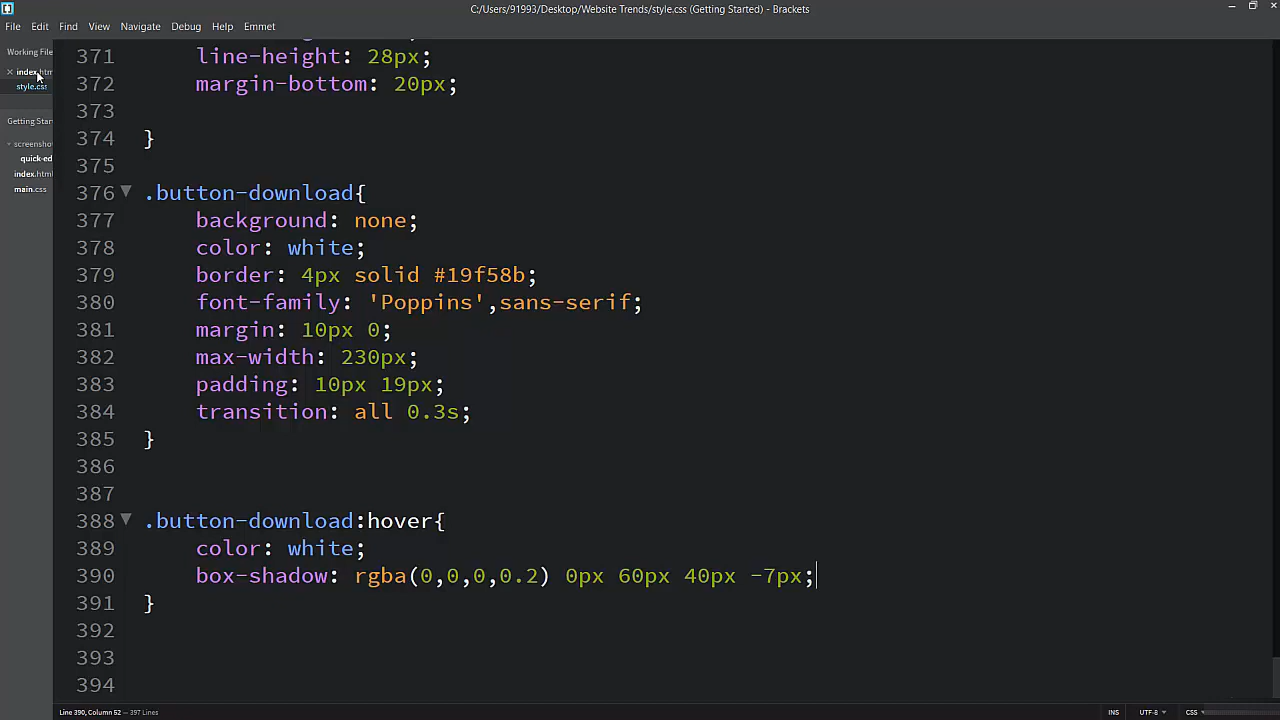 C:/Users/91993/Desktop/Website Trends/style.css (Getting Started) - Brackets
File Edit Find View Navigate Debug Help Emmet
Working File
index.htm
style.css
Getting Star
screenshot
quick-ed
index.html
main.css
371 line-height: 28px;
372 margin-bottom: 20px;
373
374 }
375
376 .button-download{
377 background: none;
378 color: white;
379 border: 4px solid #19f58b;
380 font-family: 'Poppins',sans-serif;
381 margin: 10px 0;
382 max-width: 230px;
383 padding: 10px 19px;
384 transition: all 0.3s;
385 }
386
387
388 .button-download:hover{
389 color: white;
390 box-shadow: rgba(0,0,0,0.2) 0px 60px 40px -7px;
391 }
392
393
394
Line 390, Column 52 — 397 Lines
INS UTF-8 CSS